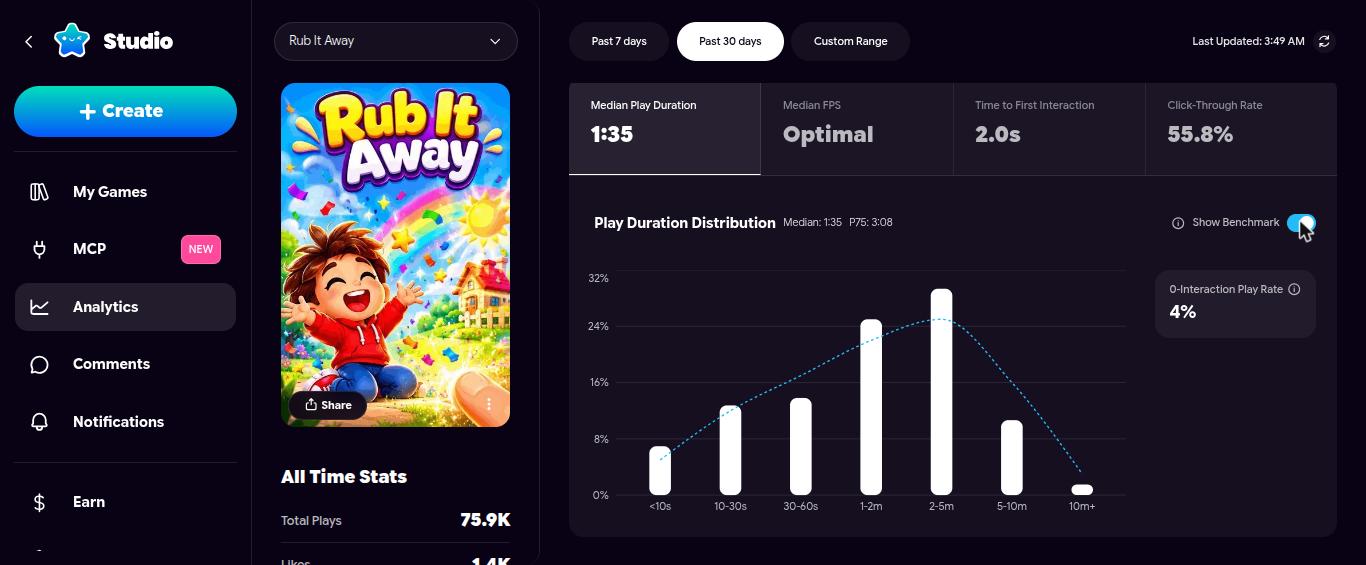 Studio
Create
My Games
MCP
NEW
Analytics
Comments
Notifications
Earn
Rub It Away
Rub It
Away
Share
All Time Stats
Total Plays 75.9K
Likes 1.4K
Past 7 days
Past 30 days
Custom Range
Last Updated: 3:49 AM
Median Play Duration
1:35
Median FPS
Optimal
Time to First Interaction
2.0s
Click-Through Rate
55.8%
Play Duration Distribution Median: 1:35 P75: 3:08
Show Benchmark
32%
24%
16%
8%
0%
<10s 10-30s 30-60s 1-2m 2-5m 5-10m 10m+
0-Interaction Play Rate
4%